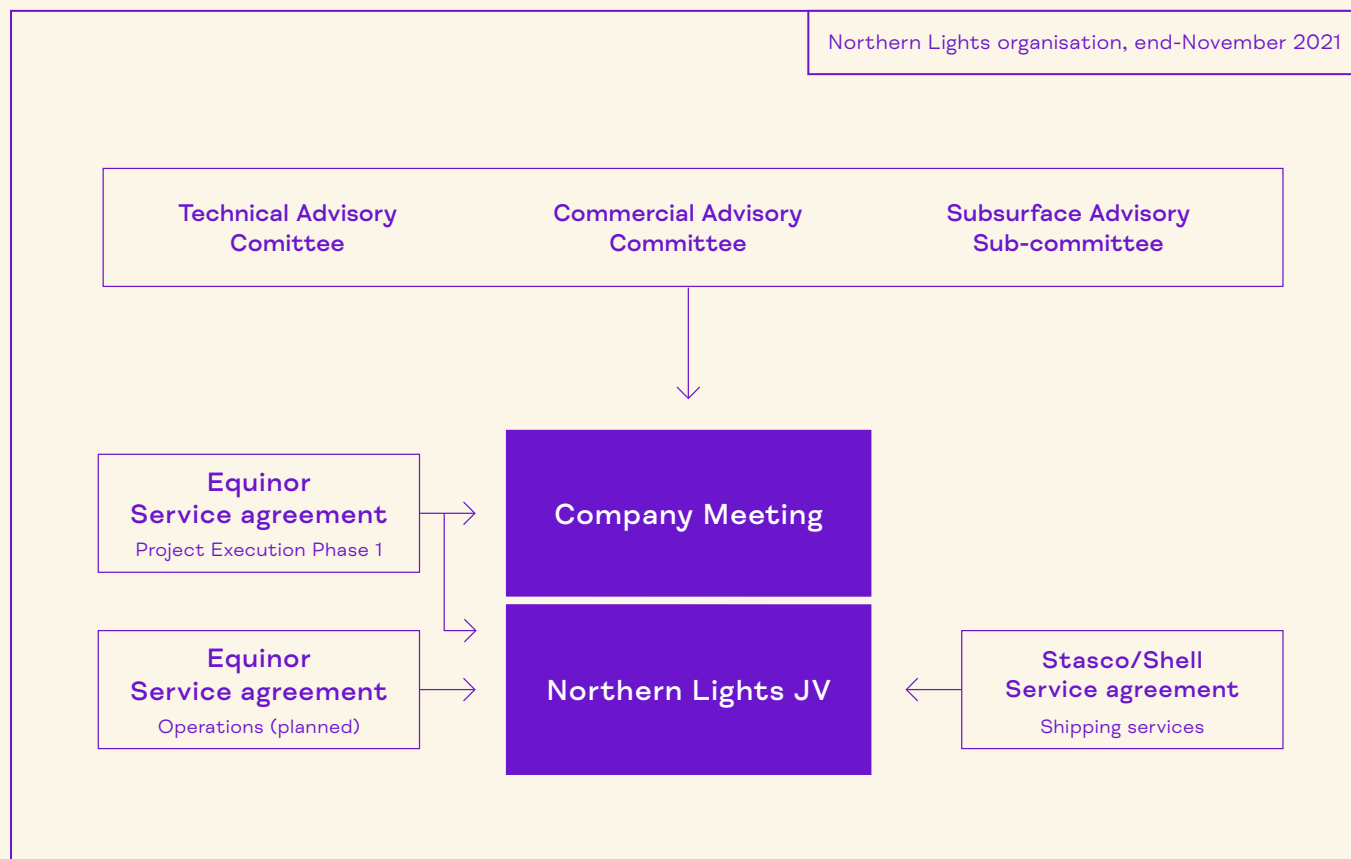 Northern Lights organisation, end-November 2021
Technical Advisory
Comittee
Commercial Advisory
Committee
Subsurface Advisory
Sub-committee
Equinor
Service agreement
Project Execution Phase 1
Company Meeting
Equinor
Service agreement
Operations (planned)
Northern Lights JV
Stasco/Shell
Service agreement
Shipping services